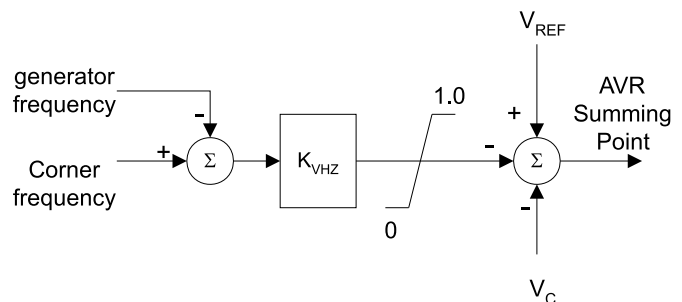 V_REF
generator
frequency
-
1.0
AVR
Summing
Point
+
+
Σ
K_VHZ
-
Σ
Corner
frequency
0
-
V_C